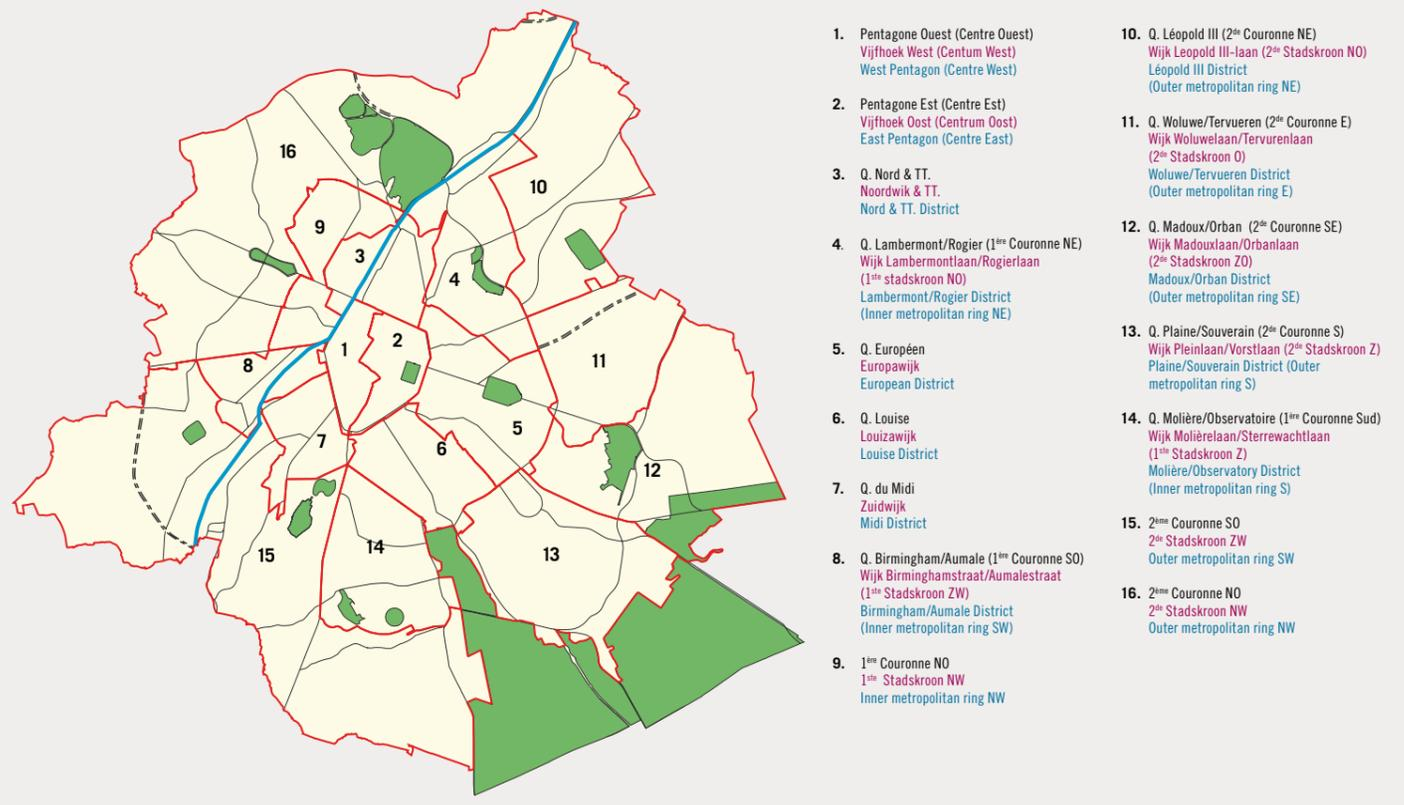 16
10
9
3
4
2
1
11
8
5
7
6
12
15
14
13
1. Pentagone Ouest (Centre Ouest)
Vijfhoek West (Centum West)
West Pentagon (Centre West)
2. Pentagone Est (Centre Est)
Vijfhoek Oost (Centrum Oost)
East Pentagon (Centre East)
3. Q. Nord & TT.
Noordwik & TT.
Nord & TT. District
4. Q. Lambermont/Rogier (1ère Couronne NE)
Wijk Lambermontlaan/Rogierlaan
(1ste stadskroon NO)
Lambermont/Rogier District
(Inner metropolitan ring NE)
5. Q. Européen
Europawijk
European District
6. Q. Louise
Louizawijk
Louise District
7. Q. du Midi
Zuidwijk
Midi District
8. Q. Birmingham/Aumale (1ère Couronne SO)
Wijk Birminghamstraat/Aumalestraat
(1ste Stadskroon ZW)
Birmingham/Aumale District
(Inner metropolitan ring SW)
9. 1ère Couronne NO
1ste Stadskroon NW
Inner metropolitan ring NW
10. Q. Léopold III (2de Couronne NE)
Wijk Leopold III-laan (2de Stadskroon NO)
Léopold III District
(Outer metropolitan ring NE)
11. Q. Woluwe/Tervueren (2de Couronne E)
Wijk Woluwelaan/Tervurenlaan
(2de Stadskroon O)
Woluwe/Tervueren District
(Outer metropolitan ring E)
12. Q. Madoux/Orban (2de Couronne SE)
Wijk Madouxlaan/Orbanlaan
(2de Stadskroon ZO)
Madoux/Orban District
(Outer metropolitan ring SE)
13. Q. Plaine/Souverain (2de Couronne S)
Wijk Pleinlaan/Vorstlaan (2de Stadskroon Z)
Plaine/Souverain District (Outer
metropolitan ring S)
14. Q. Molière/Observatoire (1ère Couronne Sud)
Wijk Molièrelaan/Sterrewachtlaan
(1ste Stadskroon Z)
Molière/Observatory District
(Inner metropolitan ring S)
15. 2ème Couronne SO
2de Stadskroon ZW
Outer metropolitan ring SW
16. 2ème Couronne NO
2de Stadskroon NW
Outer metropolitan ring NW